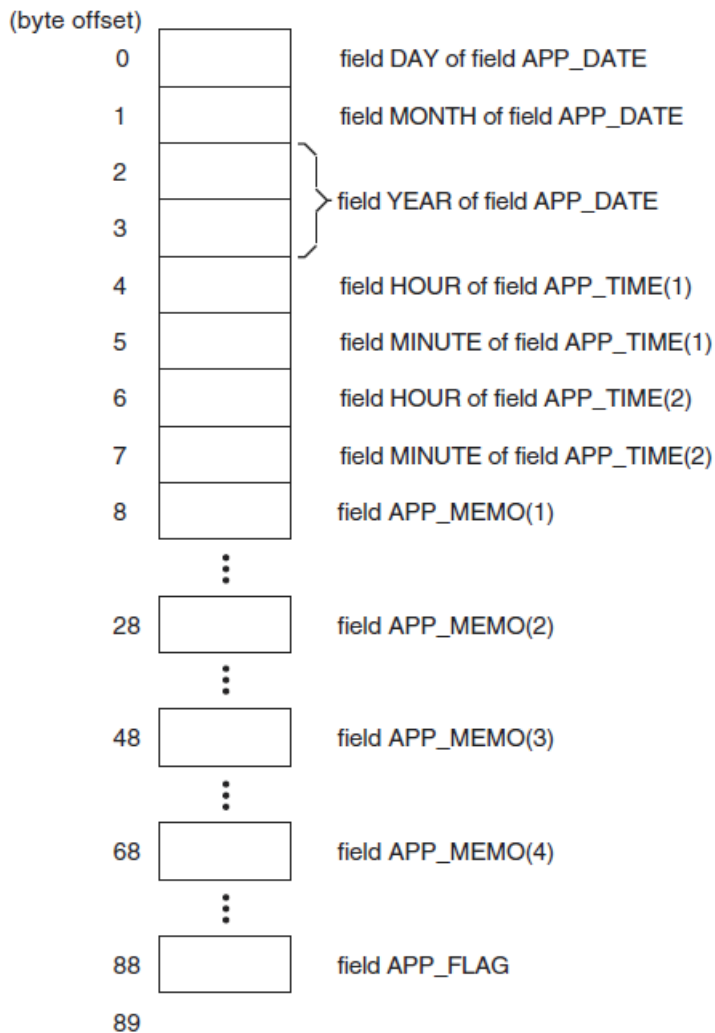 (byte offset)
0 field DAY of field APP_DATE
1 field MONTH of field APP_DATE
2
field YEAR of field APP_DATE
3
4 field HOUR of field APP_TIME(1)
5 field MINUTE of field APP_TIME(1)
6 field HOUR of field APP_TIME(2)
7 field MINUTE of field APP_TIME(2)
8 field APP_MEMO(1)
28 field APP_MEMO(2)
48 field APP_MEMO(3)
68 field APP_MEMO(4)
88 field APP_FLAG
89